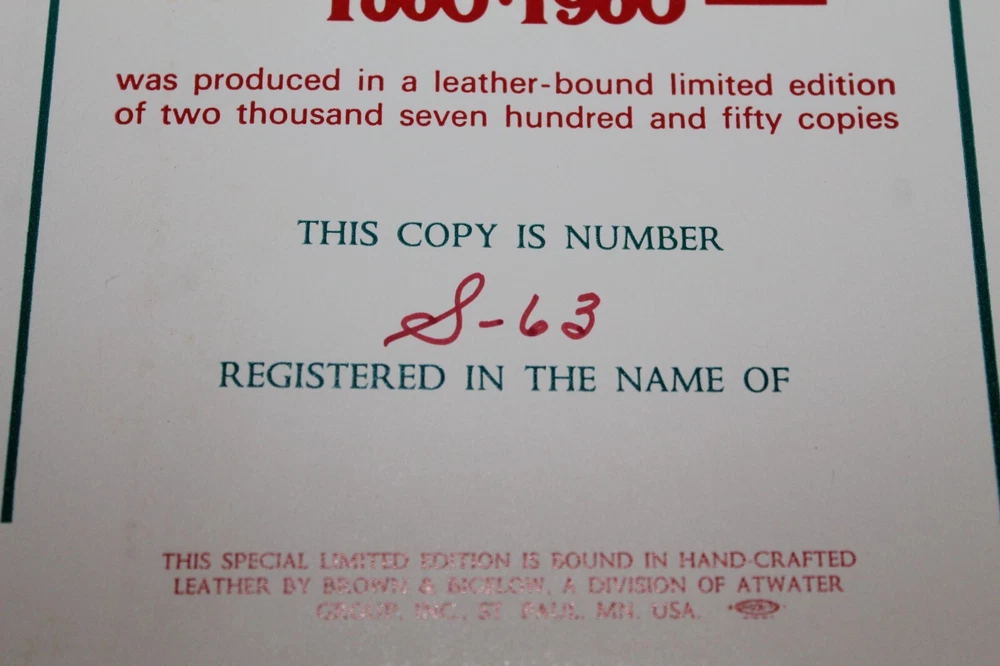 1880·1980
was produced in a leather-bound limited edition
of two thousand seven hundred and fifty copies
THIS COPY IS NUMBER
S-63
REGISTERED IN THE NAME OF
THIS SPECIAL LIMITED EDITION IS BOUND IN HAND-CRAFTED
LEATHER BY BROWN & BIGELOW, A DIVISION OF ATWATER
GROUP, INC., ST. PAUL, MN. USA.